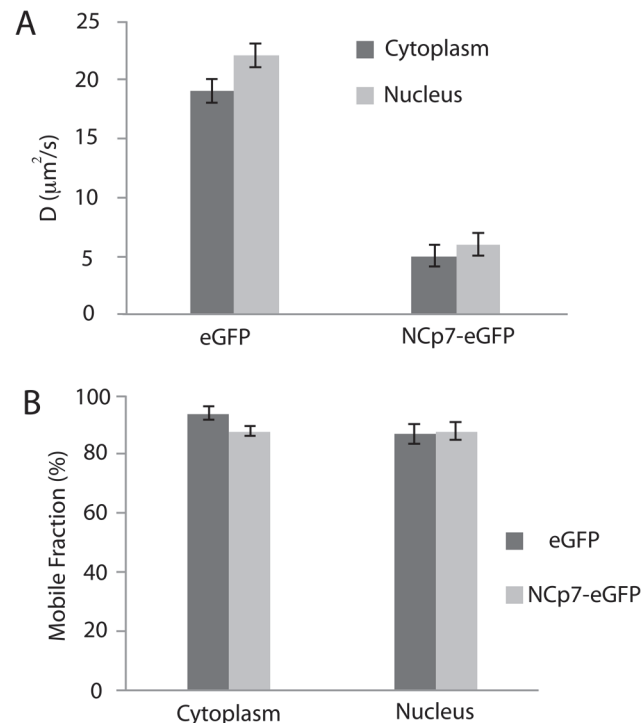 A
25
20
15
10
5
0
D (μm²/s)
Cytoplasm
Nucleus
eGFP
NCp7-eGFP
B
100
80
60
40
20
0
Mobile Fraction (%)
eGFP
NCp7-eGFP
Cytoplasm
Nucleus